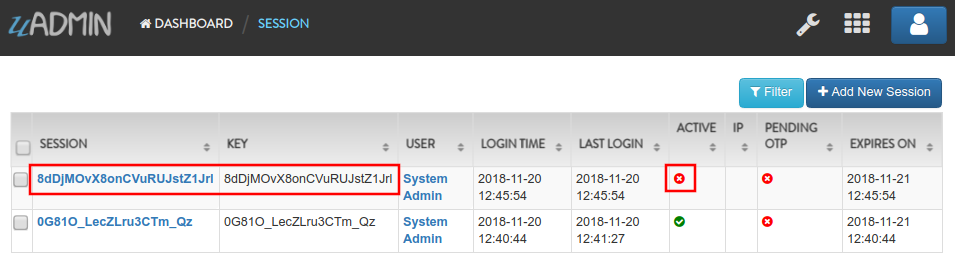 uADMIN DASHBOARD / SESSION
Filter + Add New Session
SESSION KEY USER LOGIN TIME LAST LOGIN ACTIVE IP PENDING OTP EXPIRES ON
8dDjMOvX8onCVuRUJstZ1JrI 8dDjMOvX8onCVuRUJstZ1JrI System Admin 2018-11-20 12:45:54 2018-11-20 12:45:54 2018-11-21 12:45:54
0G81O_LecZLru3CTm_Qz 0G81O_LecZLru3CTm_Qz System Admin 2018-11-20 12:40:44 2018-11-20 12:41:27 2018-11-21 12:40:44